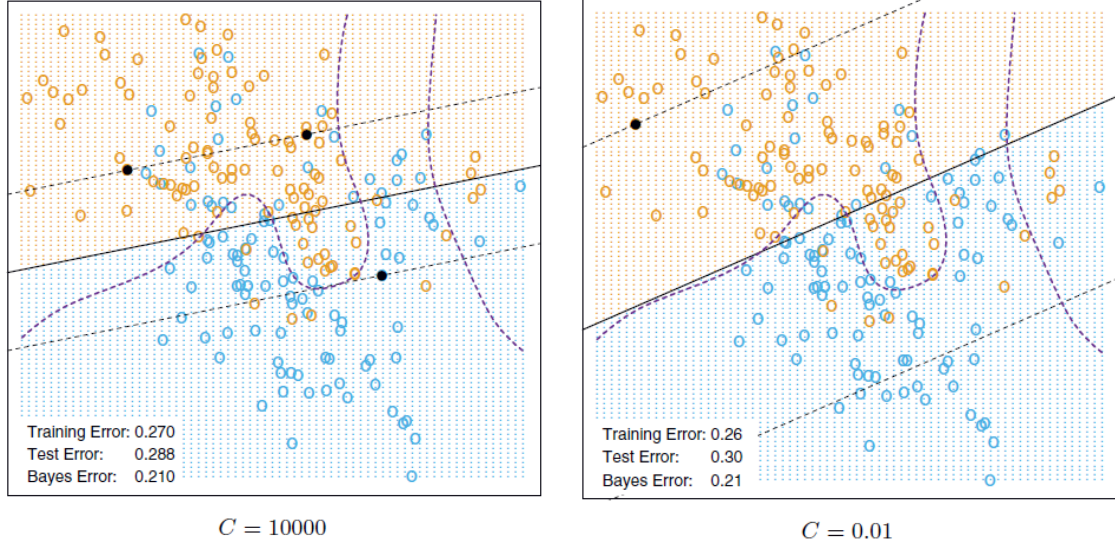 Training Error: 0.270
Test Error: 0.288
Bayes Error: 0.210
C = 10000
Training Error: 0.26
Test Error: 0.30
Bayes Error: 0.21
C = 0.01